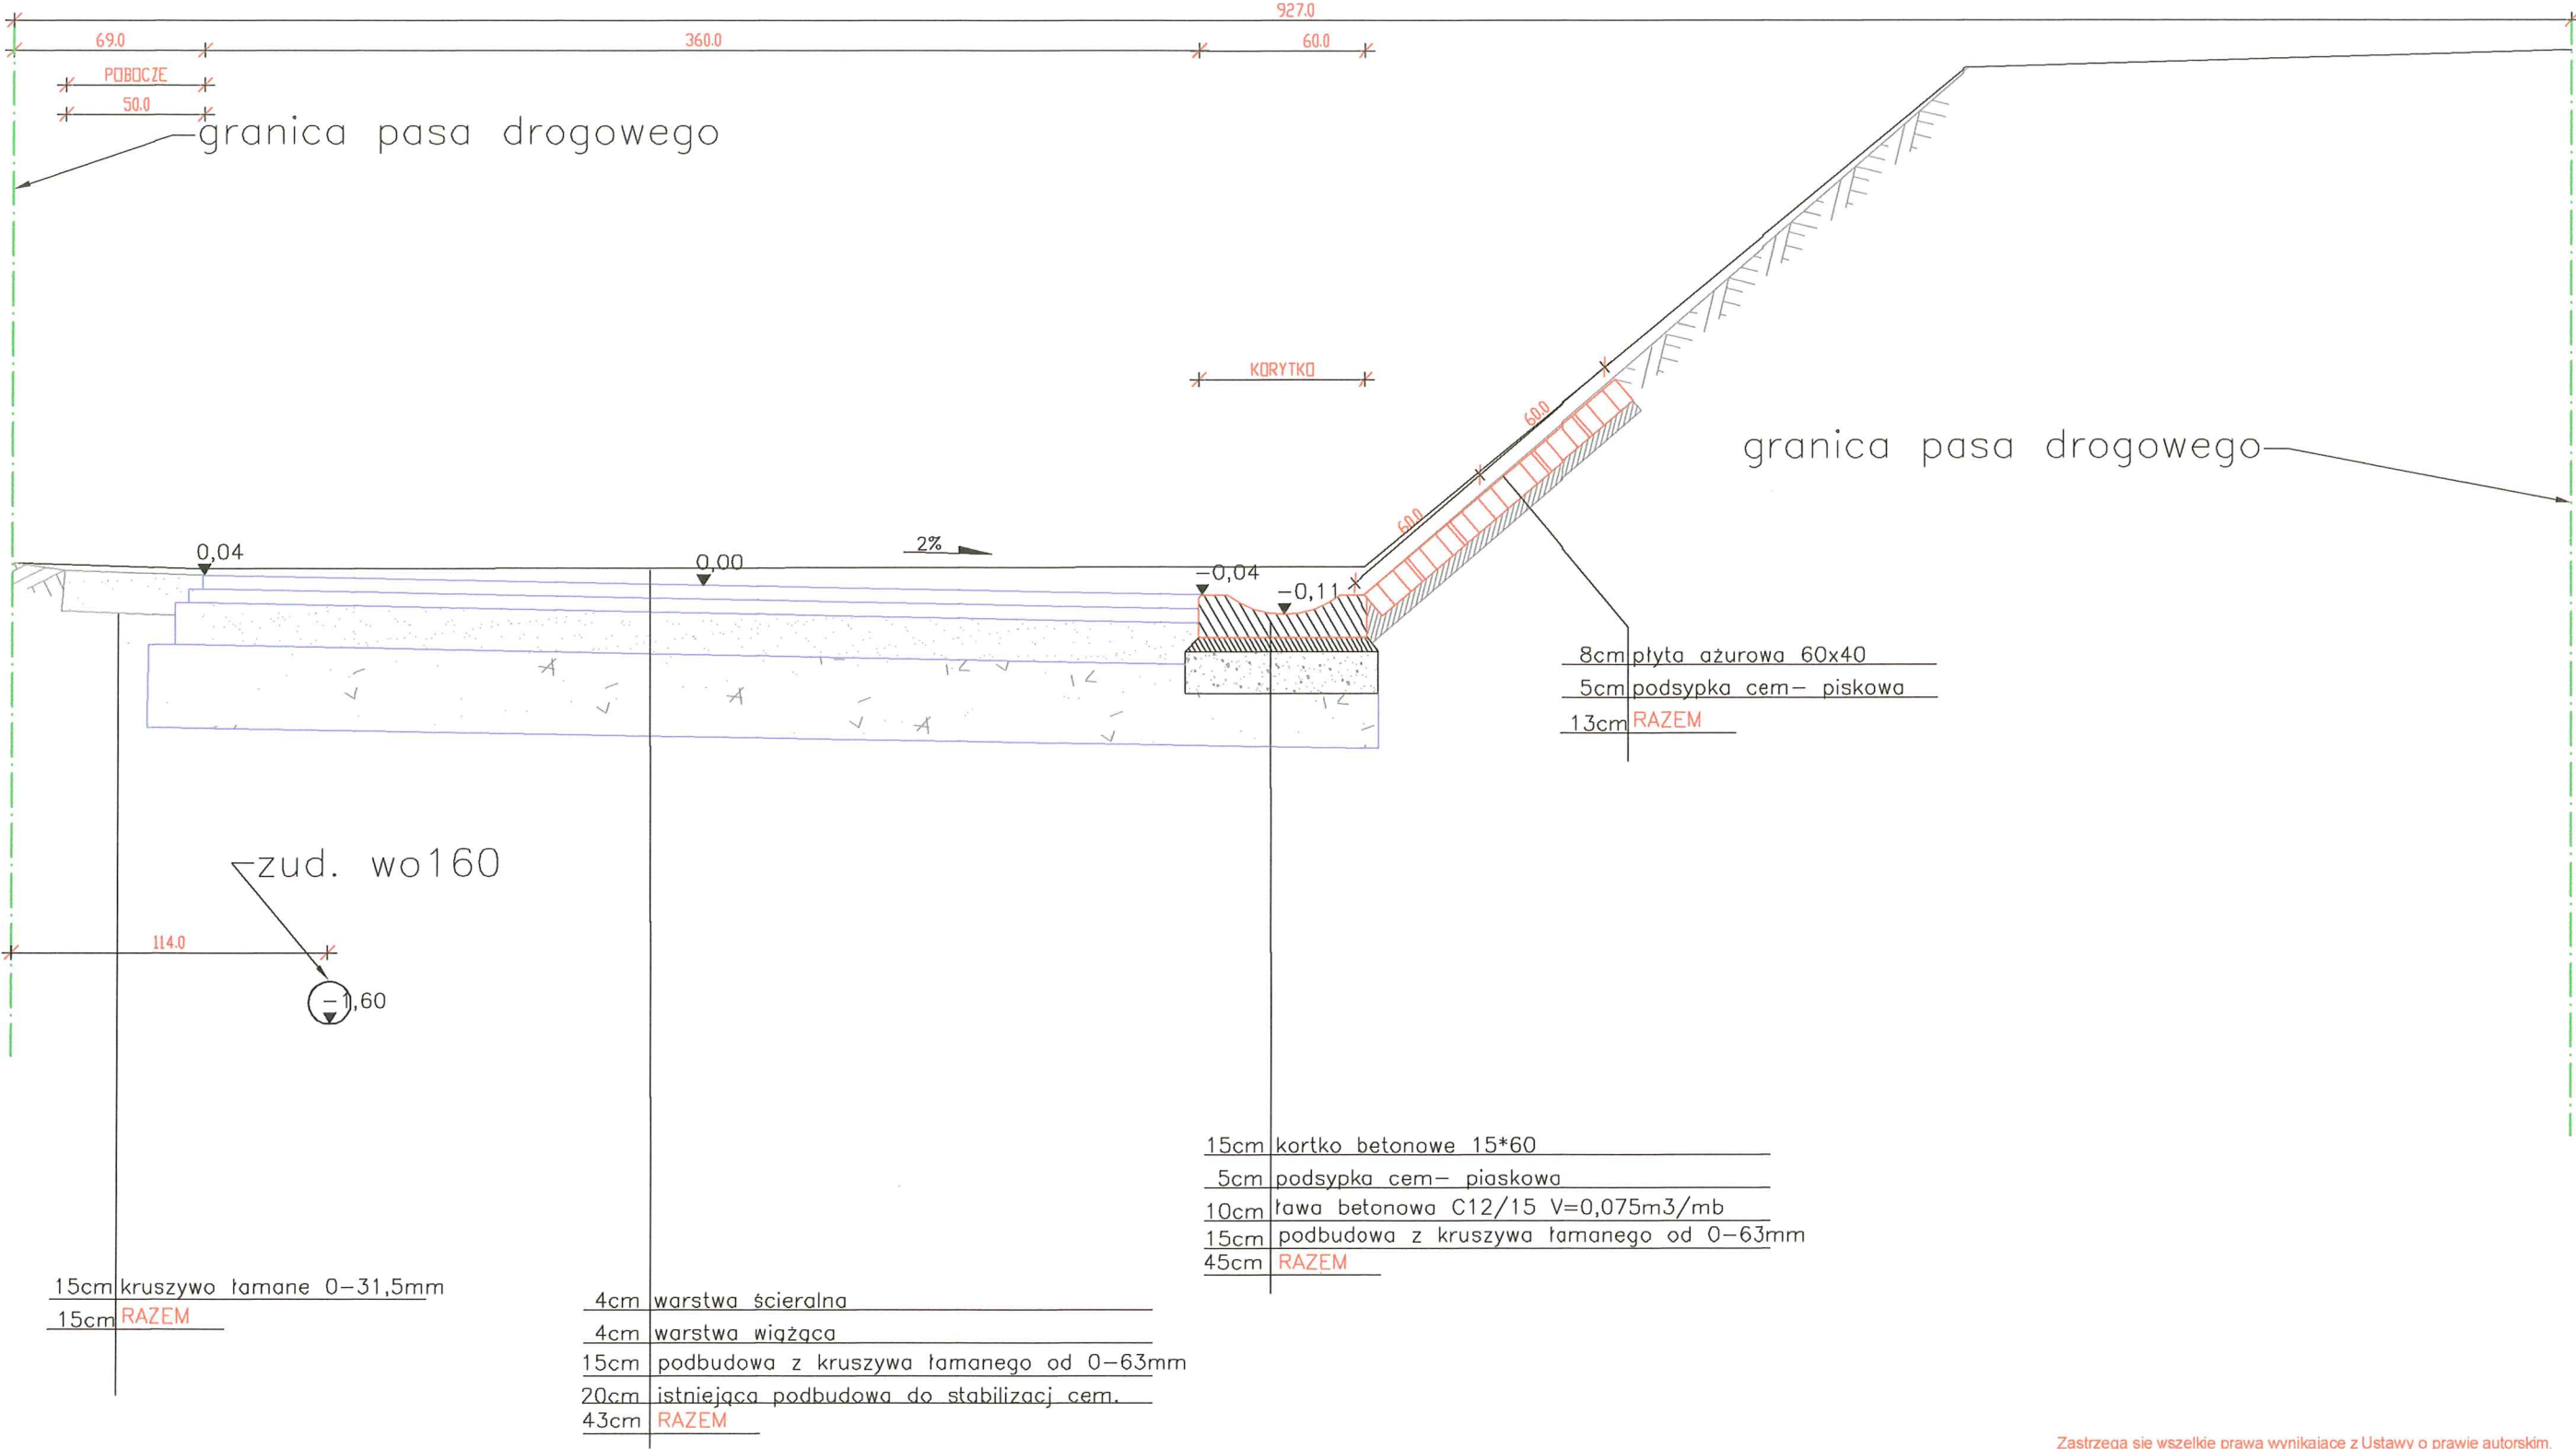 927.0
69.0
360.0
60.0
POBOCZE
50.0
granica pasa drogowego
KORYTKO
60.0
60.0
granica pasa drogowego
0,04
0,00
2%
-0,04
-0,11
8cm płyta ażurowa 60x40
5cm podsypka cem- piskowa
13cm RAZEM
zud. wo160
114.0
-1,60
15cm kortko betonowe 15*60
5cm podsypka cem- piaskowa
10cm ława betonowa C12/15 V=0,075m3/mb
15cm podbudowa z kruszywa łamanego od 0-63mm
45cm RAZEM
15cm kruszywo łamane 0-31,5mm
15cm RAZEM
4cm warstwa ścieralna
4cm warstwa wiążąca
15cm podbudowa z kruszywa łamanego od 0-63mm
20cm istniejąca podbudowa do stabilizacj cem.
43cm RAZEM
Zastrzega się wszelkie prawa wynikające z Ustawy o prawie autorskim.